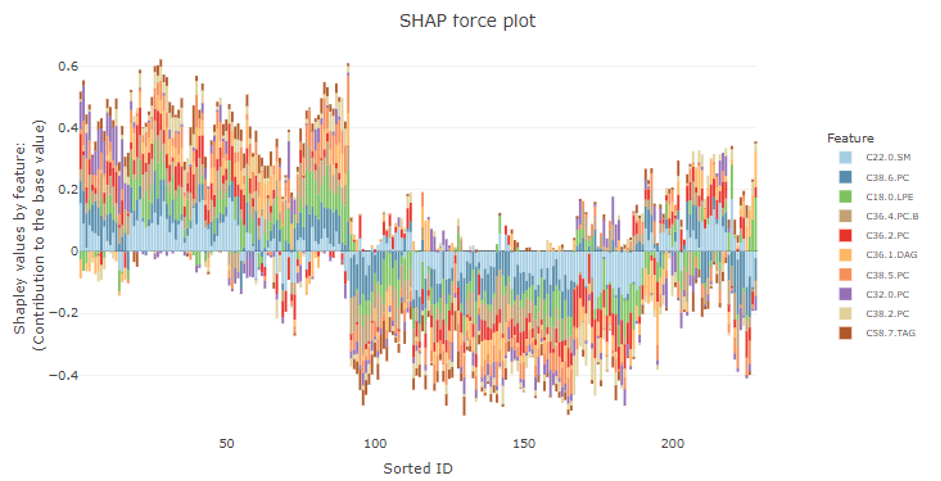 SHAP force plot
Shapley values by feature:
(Contribution to the base value)
0.6
0.4
0.2
0
−0.2
−0.4
50
100
150
200
Sorted ID
Feature
C22.0.SM
C38.6.PC
C18.0.LPE
C36.4.PC.B
C36.2.PC
C36.1.DAG
C38.5.PC
C32.0.PC
C38.2.PC
C58.7.TAG